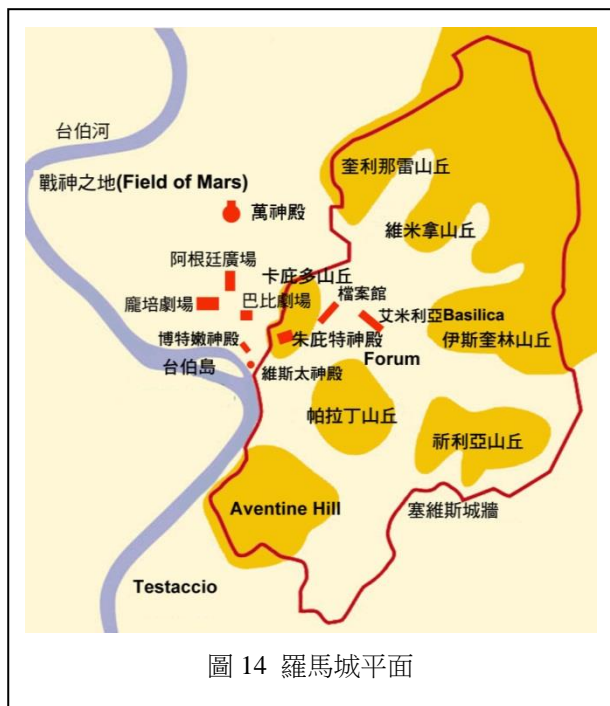 台伯河
戰神之地(Field of Mars)
奎利那雷山丘
萬神殿
維米拿山丘
阿根廷廣場
卡庇多山丘
檔案館
龐培劇場
巴比劇場
艾米利亞Basilica
博特嫩神殿
朱庇特神殿
伊斯奎林山丘
台伯島
維斯太神殿
Forum
帕拉丁山丘
祈利亞山丘
Aventine Hill
塞維斯城牆
Testaccio
圖 14 羅馬城平面